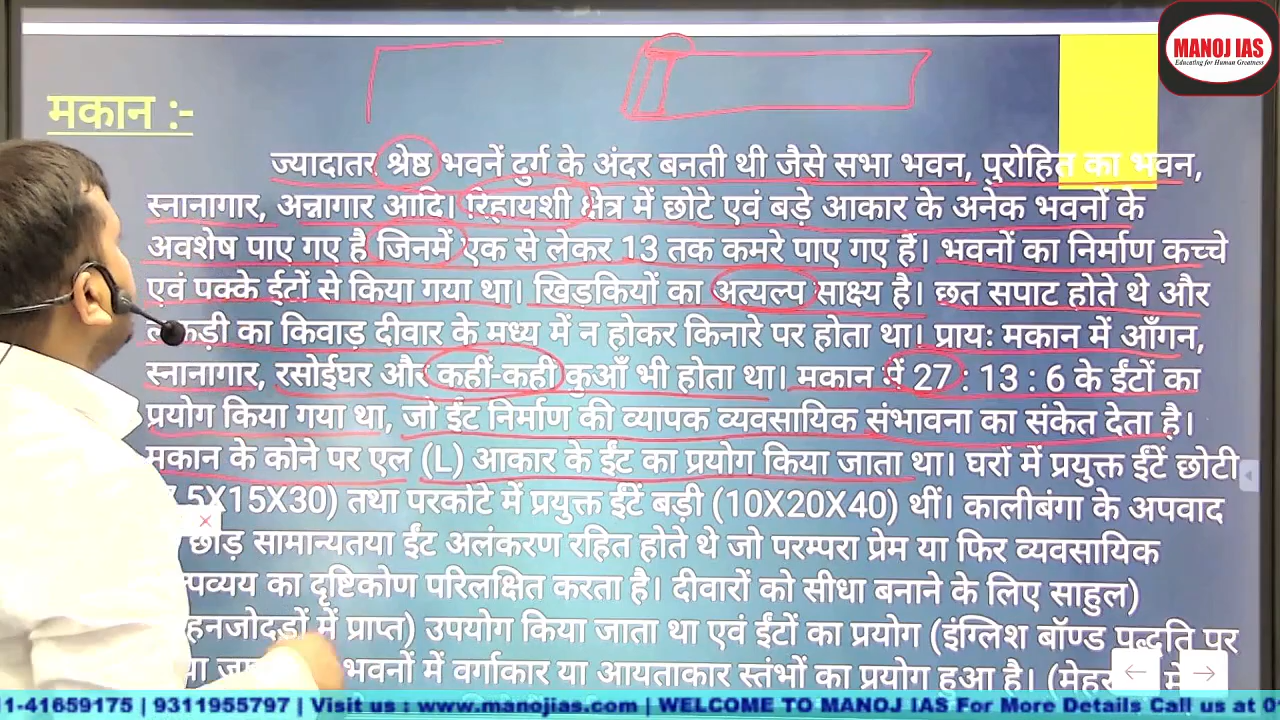 MANOJ IAS
Educating for Human Greatness
मकान :-
ज्यादातर श्रेष्ठ भवनें दुर्ग के अंदर बनती थी जैसे सभा भवन, पुरोहित का भवन,
स्नानागार, अन्नागार आदि। रिहायशी क्षेत्र में छोटे एवं बड़े आकार के अनेक भवनों के
अवशेष पाए गए है जिनमें एक से लेकर 13 तक कमरे पाए गए हैं। भवनों का निर्माण कच्चे
एवं पक्के ईटों से किया गया था। खिड़कियों का अत्यल्प साक्ष्य है। छत सपाट होते थे और
का किवाड़ दीवार के मध्य में न होकर किनारे पर होता था। प्रायः मकान में आँगन,
स्नानागार, रसोईघर और कहीं-कही कुआँ भी होता था। मकान में 27 : 13 : 6 के ईंटों का
प्रयोग किया गया था, जो ईंट निर्माण की व्यापक व्यवसायिक संभावना का संकेत देता है।
मकान के कोने पर एल (L) आकार के ईंट का प्रयोग किया जाता था। घरों में प्रयुक्त ईंटें छोटी
5X15X30) तथा परकोटे में प्रयुक्त ईंटें बड़ी (10X20X40) थीं। कालीबंगा के अपवाद
छोड़ सामान्यतया ईंट अलंकरण रहित होते थे जो परम्परा प्रेम या फिर व्यवसायिक
का दृष्टिकोण परिलक्षित करता है। दीवारों को सीधा बनाने के लिए साहुल)
में प्राप्त) उपयोग किया जाता था एवं ईंटों का प्रयोग (इंग्लिश बॉण्ड पद्धति पर
भवनों में वर्गाकार या आयताकार स्तंभों का प्रयोग हुआ है।
1-41659175 | 9311955797 | Visit us : www.manojias.com | WELCOME TO MANOJ IAS For More Details Call us at 0